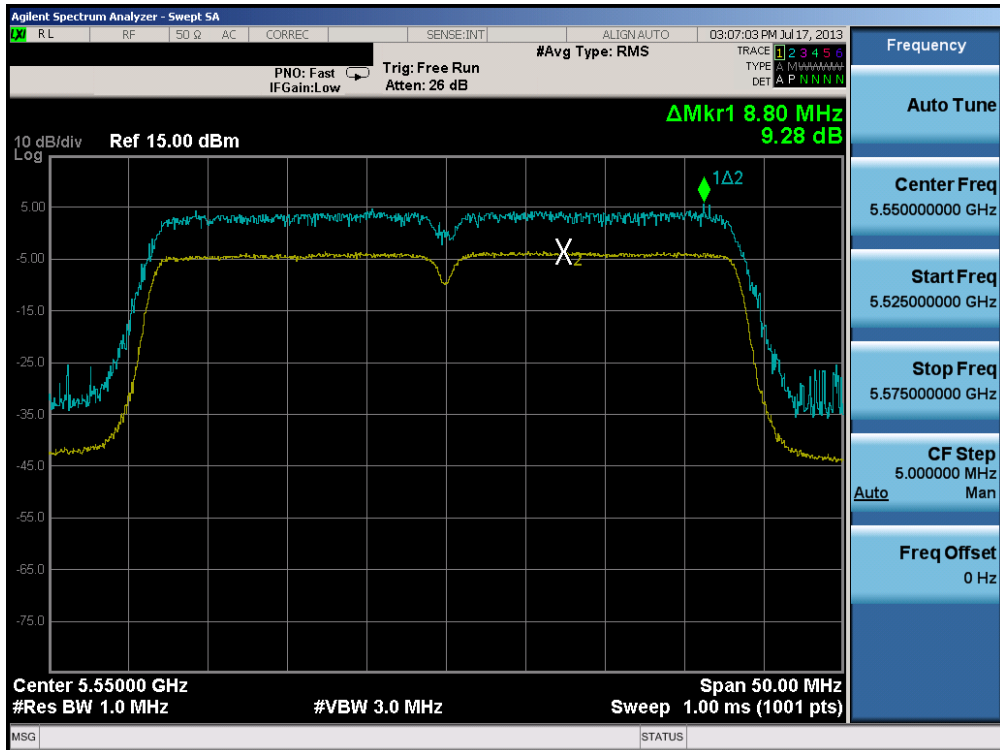 Agilent Spectrum Analyzer - Swept SA
LXI RL RF 50 Ω AC CORREC SENSE:INT ALIGN AUTO 03:07:03 PM Jul 17, 2013
#Avg Type: RMS TRACE 1 2 3 4 5 6
PNO: Fast Trig: Free Run TYPE A M W W W W W
IFGain:Low Atten: 26 dB DET A P N N N N
ΔMkr1 8.80 MHz
9.28 dB
10 dB/div Ref 15.00 dBm
Log
1Δ2
5.00
-5.00
X2
-15.0
-25.0
-35.0
-45.0
-55.0
-65.0
-75.0
Center 5.55000 GHz Span 50.00 MHz
#Res BW 1.0 MHz #VBW 3.0 MHz Sweep 1.00 ms (1001 pts)
MSG STATUS
Frequency
Auto Tune
Center Freq
5.550000000 GHz
Start Freq
5.525000000 GHz
Stop Freq
5.575000000 GHz
CF Step
5.000000 MHz
Auto Man
Freq Offset
0 Hz